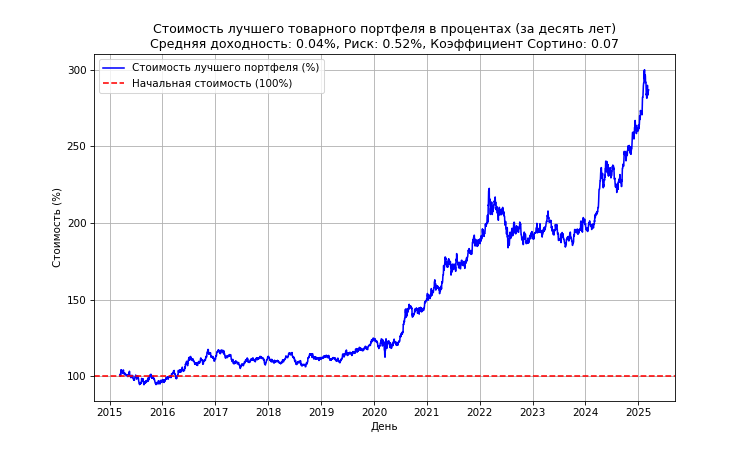 Стоимость лучшего товарного портфеля в процентах (за десять лет)
Средняя доходность: 0.04%, Риск: 0.52%, Коэффициент Сортино: 0.07
Стоимость лучшего портфеля (%)
Начальная стоимость (100%)
Стоимость (%)
300
250
200
150
100
2015 2016 2017 2018 2019 2020 2021 2022 2023 2024 2025
День